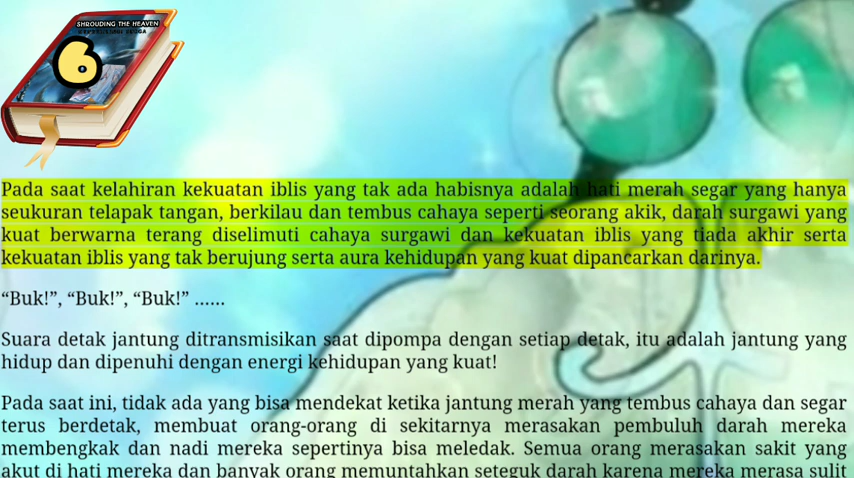 SHROUDING THE HEAVEN
6
Pada saat kelahiran kekuatan iblis yang tak ada habisnya adalah hati merah segar yang hanya
seukuran telapak tangan, berkilau dan tembus cahaya seperti seorang akik, darah surgawi yang
kuat berwarna terang diselimuti cahaya surgawi dan kekuatan iblis yang tiada akhir serta
kekuatan iblis yang tak berujung serta aura kehidupan yang kuat dipancarkan darinya.
“Buk!”, “Buk!”, “Buk!” ……
Suara detak jantung ditransmisikan saat dipompa dengan setiap detak, itu adalah jantung yang
hidup dan dipenuhi dengan energi kehidupan yang kuat!
Pada saat ini, tidak ada yang bisa mendekat ketika jantung merah yang tembus cahaya dan segar
terus berdetak, membuat orang-orang di sekitarnya merasakan pembuluh darah mereka
membengkak dan nadi mereka sepertinya bisa meledak. Semua orang merasakan sakit yang
akut di hati mereka dan banyak orang memuntahkan seteguk darah karena mereka merasa sulit